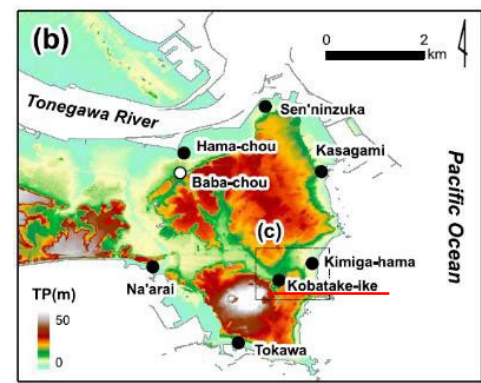 (b)
0 2
km
Sen'ninzuka
Tonegawa River
Hama-chou
Kasagami
Baba-chou
Pacific Ocean
(c)
Kimiga-hama
Kobatake-ike
Na'arai
TP(m)
50
0
Tokawa